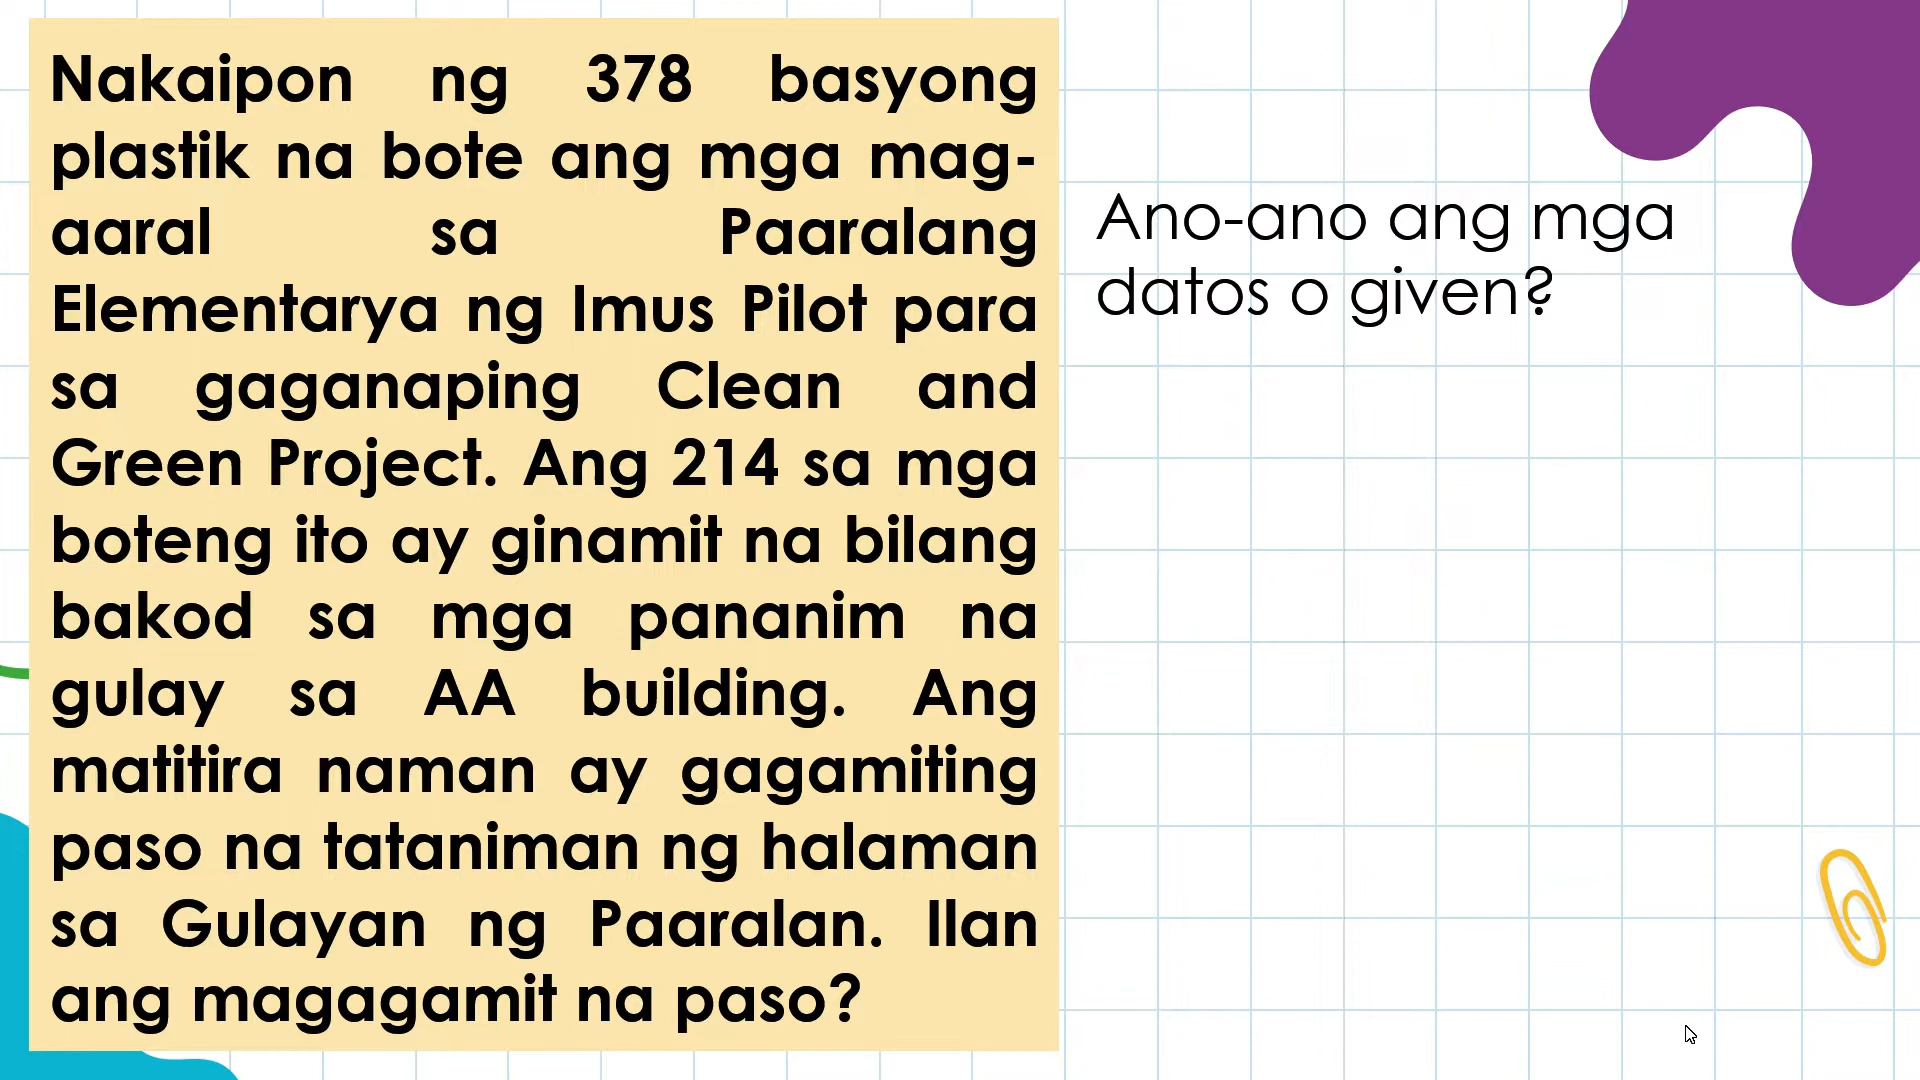 Nakaipon ng 378 basyong
plastik na bote ang mga mag-
aaral sa Paaralang
Elementarya ng Imus Pilot para
sa gaganaping Clean and
Green Project. Ang 214 sa mga
boteng ito ay ginamit na bilang
bakod sa mga pananim na
gulay sa AA building. Ang
matitira naman ay gagamiting
paso na tataniman ng halaman
sa Gulayan ng Paaralan. Ilan
ang magagamit na paso?
Ano-ano ang mga
datos o given?